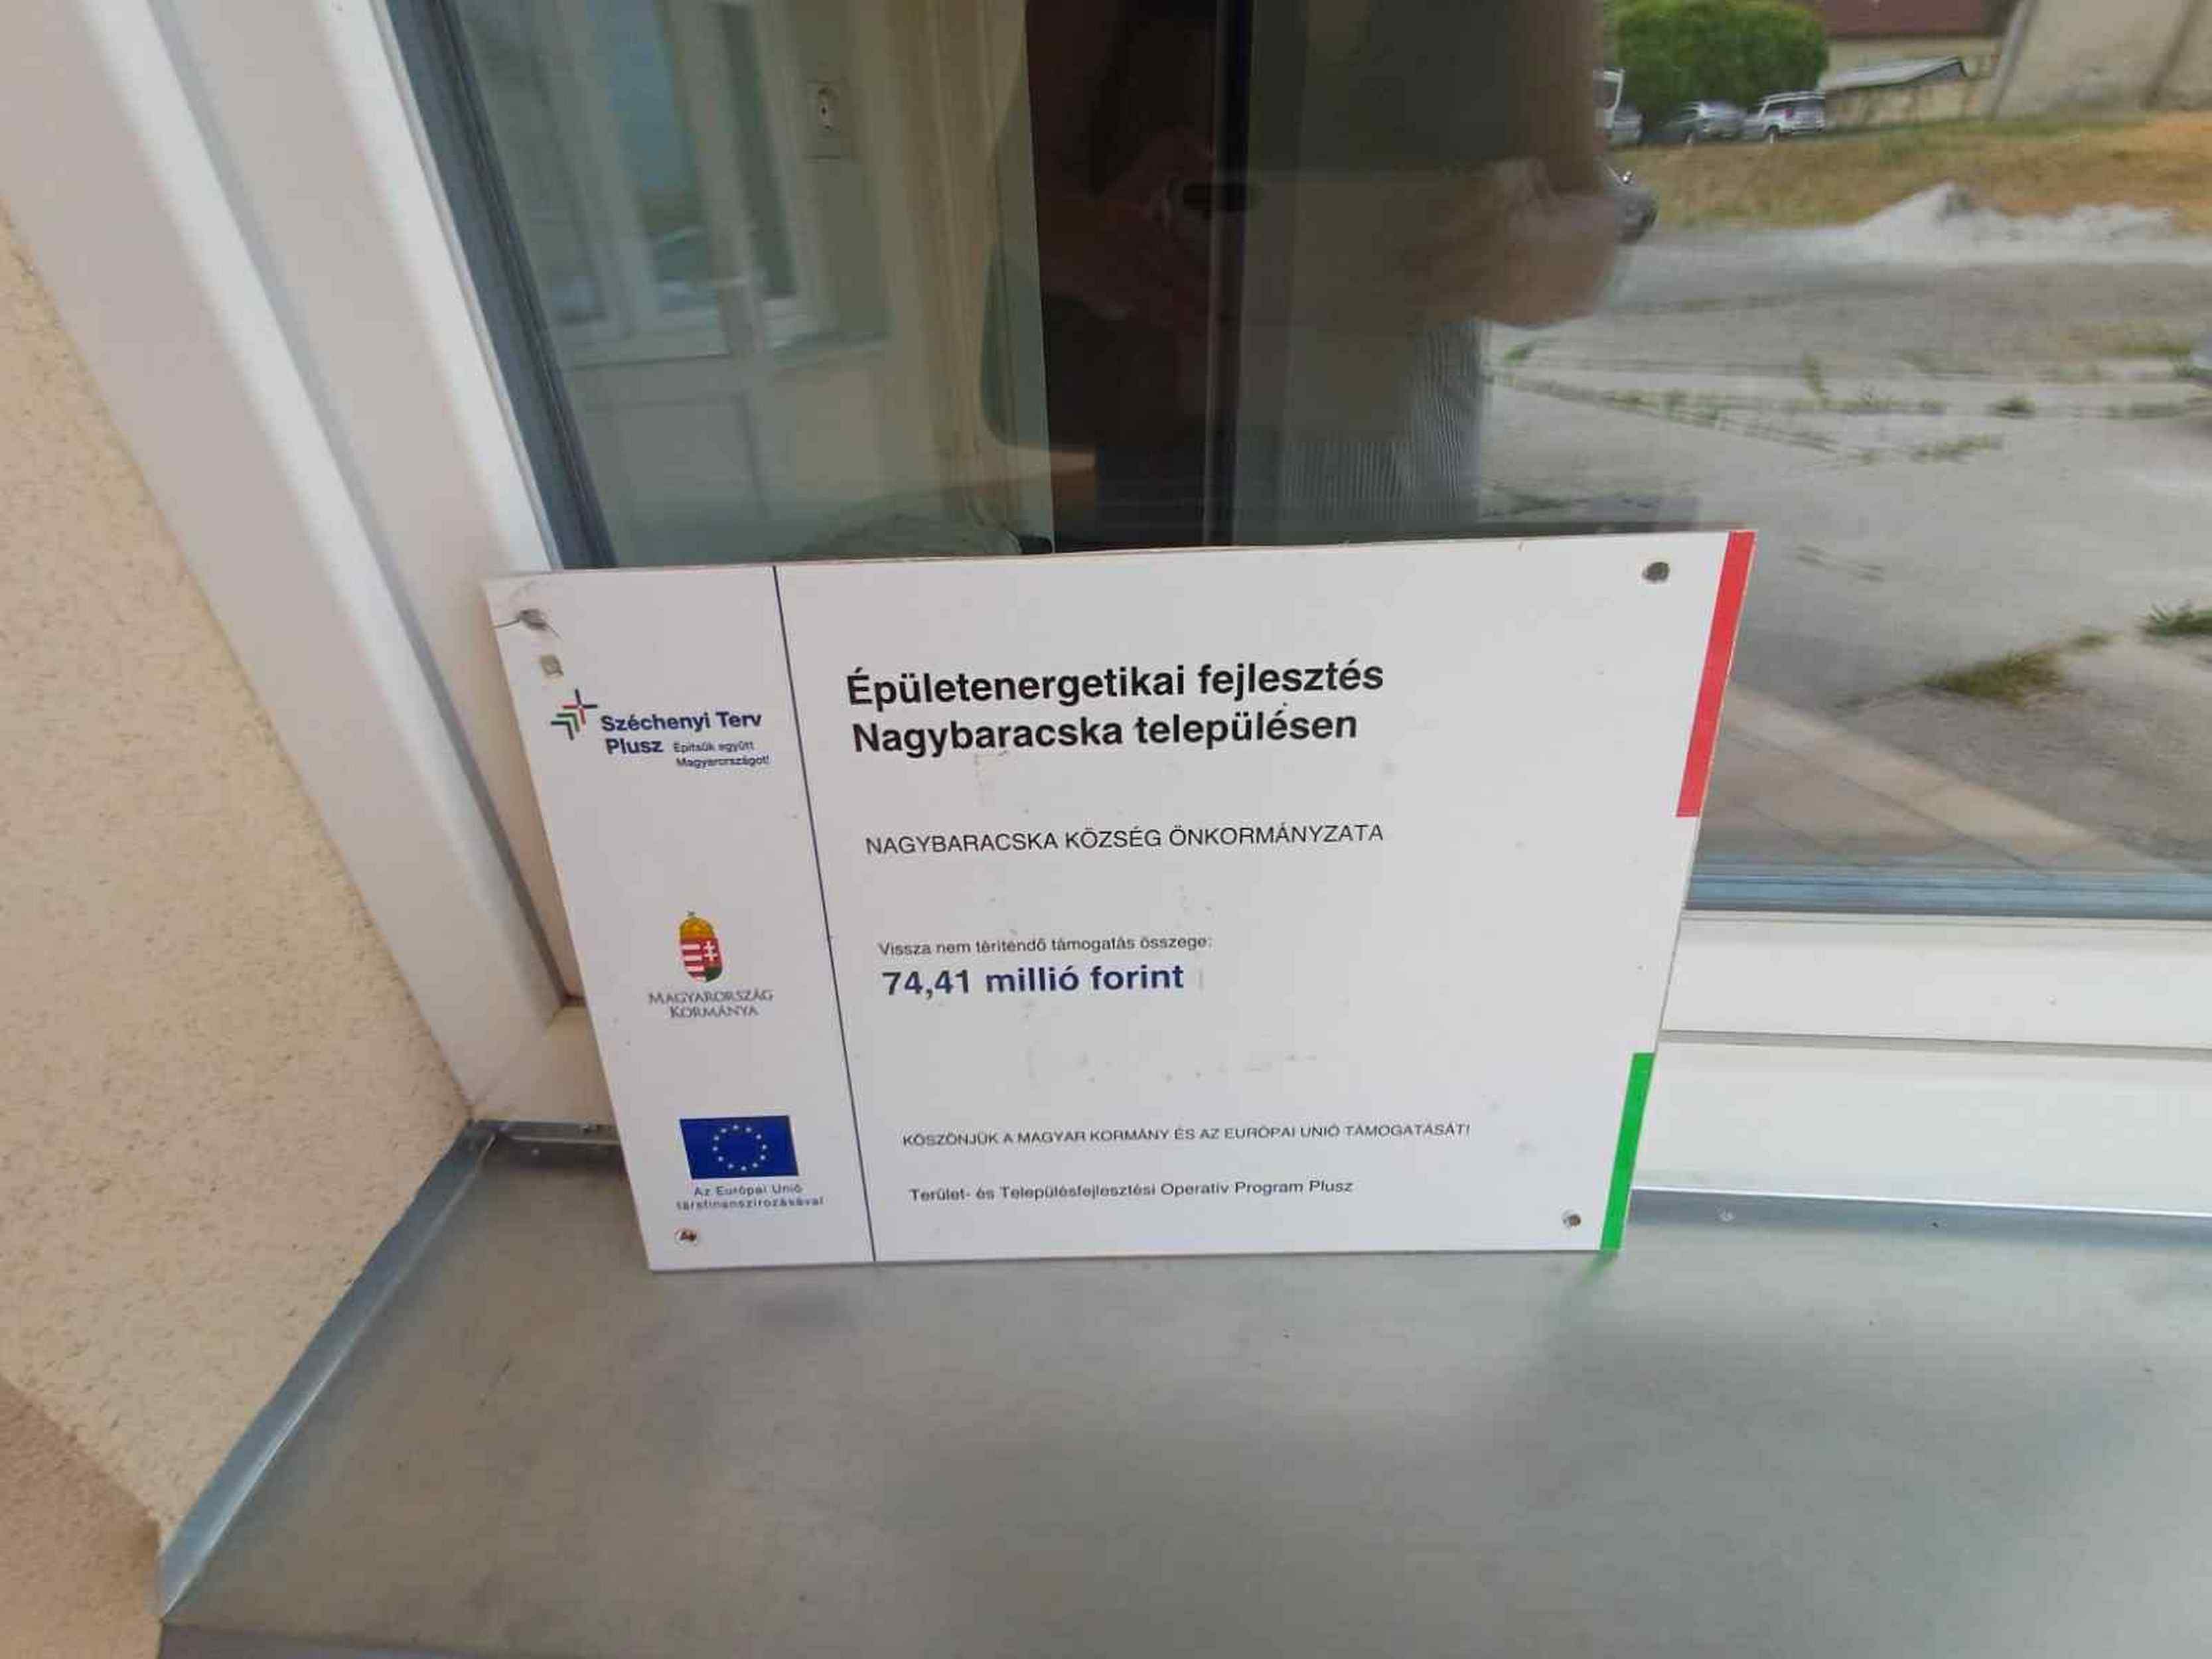 Széchenyi Terv
Plusz Építsük együtt
Magyarországot!
MAGYARORSZÁG
KORMÁNYA
Az Európai Unió
társfinanszírozásával
Épületenergetikai fejlesztés
Nagybaracska településen
NAGYBARACSKA KÖZSÉG ÖNKORMÁNYZATA
Vissza nem térítendő támogatás összege:
74,41 millió forint
KÖSZÖNJÜK A MAGYAR KORMÁNY ÉS AZ EURÓPAI UNIÓ TÁMOGATÁSÁT!
Terület- és Településfejlesztési Operatív Program Plusz